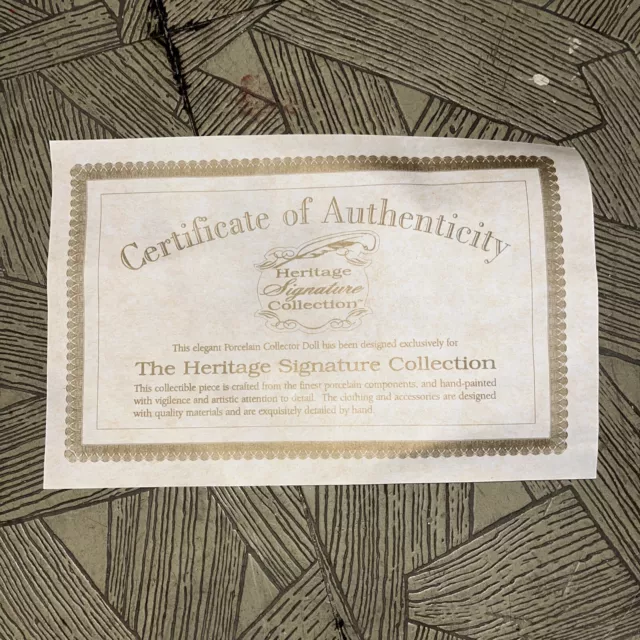 Certificate of Authenticity
Heritage
Signature
Collection™
This elegant Porcelain Collector Doll has been designed exclusively for
The Heritage Signature Collection
This collectible piece is crafted from the finest porcelain components, and hand-painted
with vigilence and artistic attention to detail. The clothing and accessories are designed
with quality materials and are exquisitely detailed by hand.